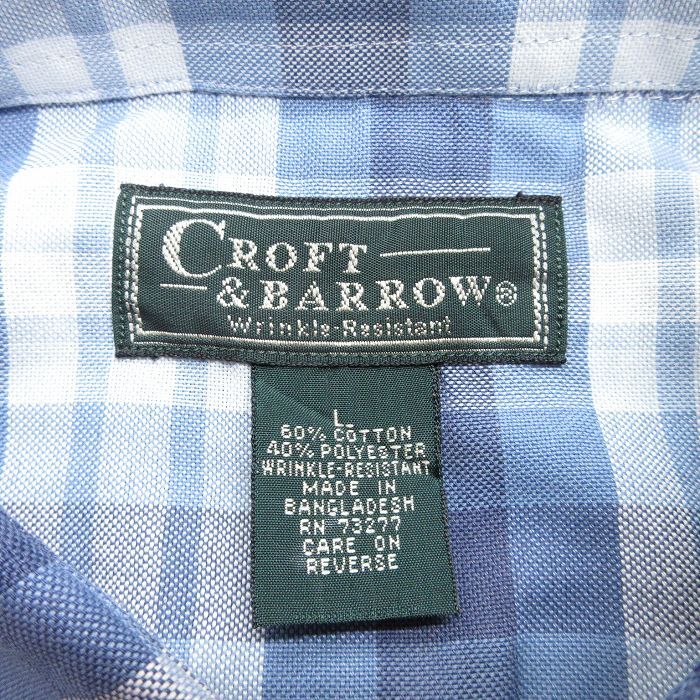 CROFT
& BARROW®
Wrinkle-Resistant
L
60% COTTON
40% POLYESTER
WRINKLE-RESISTANT
MADE IN
BANGLADESH
RN 73277
CARE ON
REVERSE